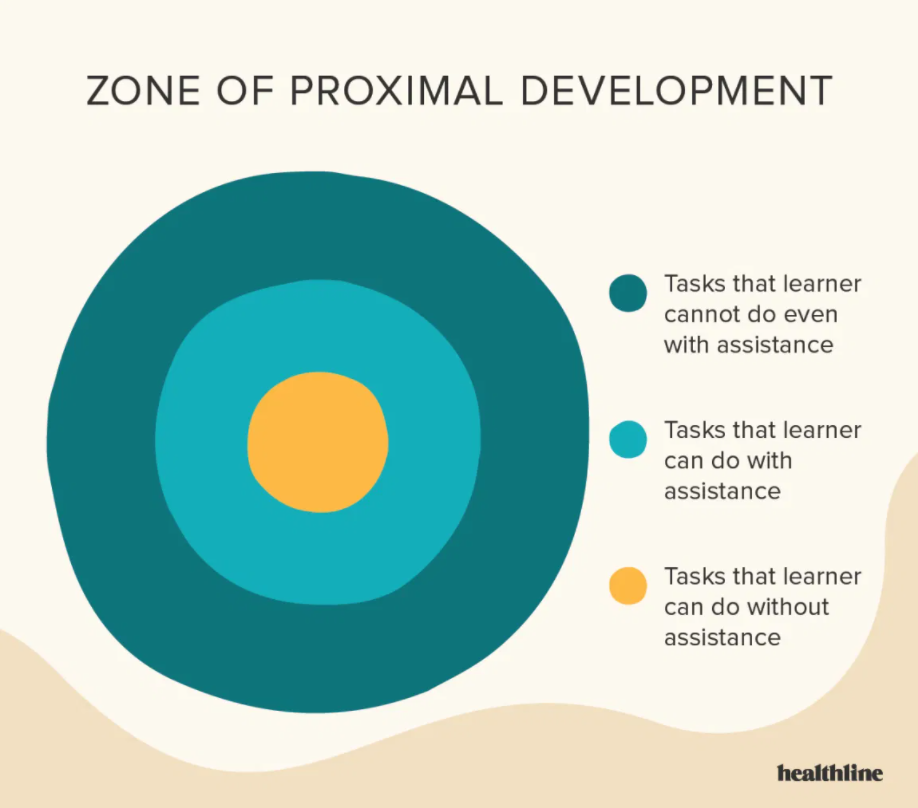 ZONE OF PROXIMAL DEVELOPMENT
Tasks that learner
cannot do even
with assistance
Tasks that learner
can do with
assistance
Tasks that learner
can do without
assistance
healthline